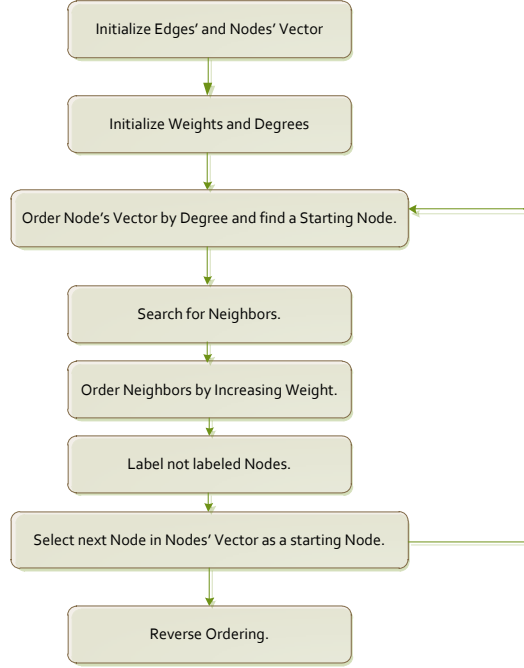 Initialize Edges’ and Nodes’ Vector
Initialize Weights and Degrees
Order Node’s Vector by Degree and find a Starting Node.
Search for Neighbors.
Order Neighbors by Increasing Weight.
Label not labeled Nodes.
Select next Node in Nodes’ Vector as a starting Node.
Reverse Ordering.